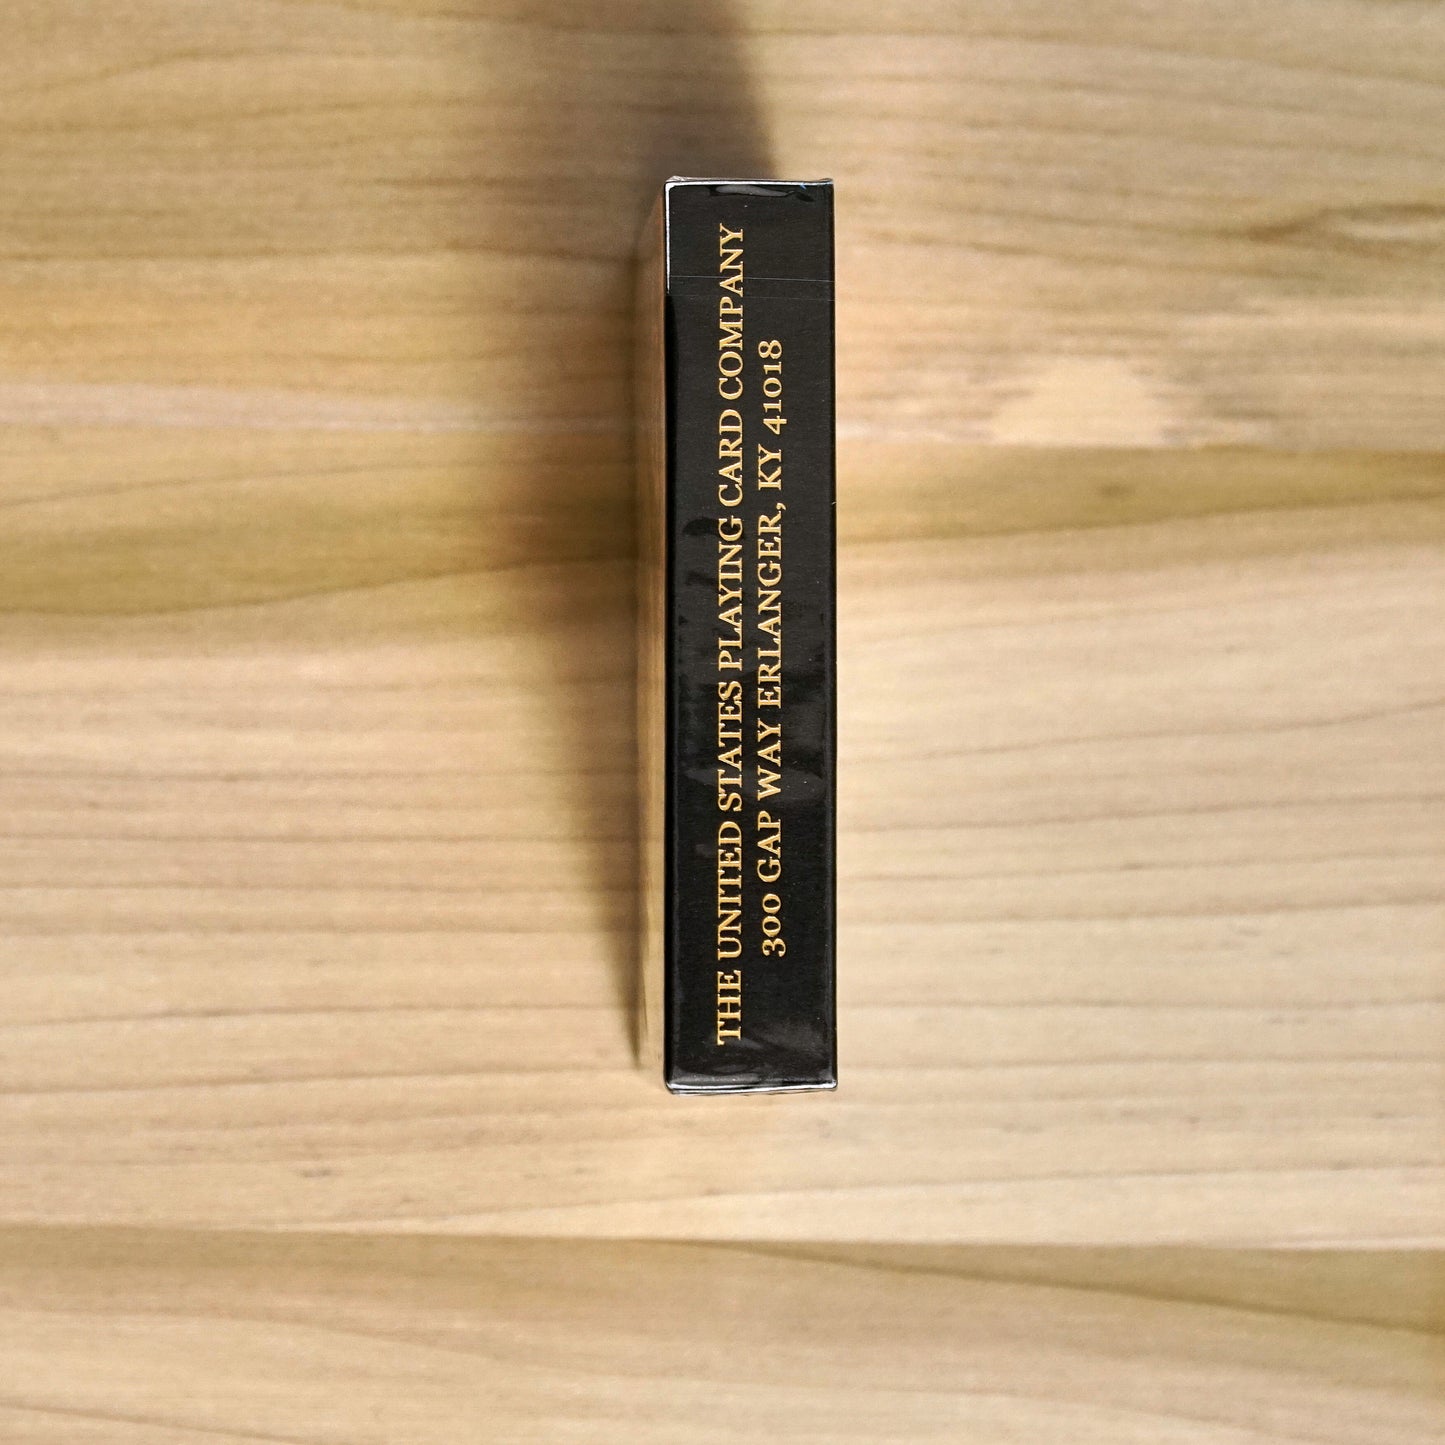 THE UNITED STATES PLAYING CARD COMPANY
300 GAP WAY ERLANGER, KY 41018